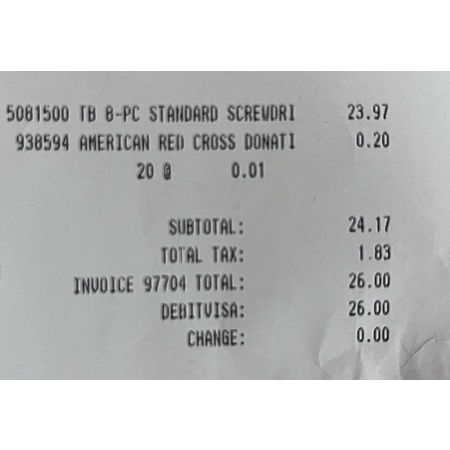 5081500 TB 8-PC STANDARD SCREWDRI 23.97
938594 AMERICAN RED CROSS DONATI 0.20
20 @ 0.01
SUBTOTAL: 24.17
TOTAL TAX: 1.83
INVOICE 97704 TOTAL: 26.00
DEBITVISA: 26.00
CHANGE: 0.00